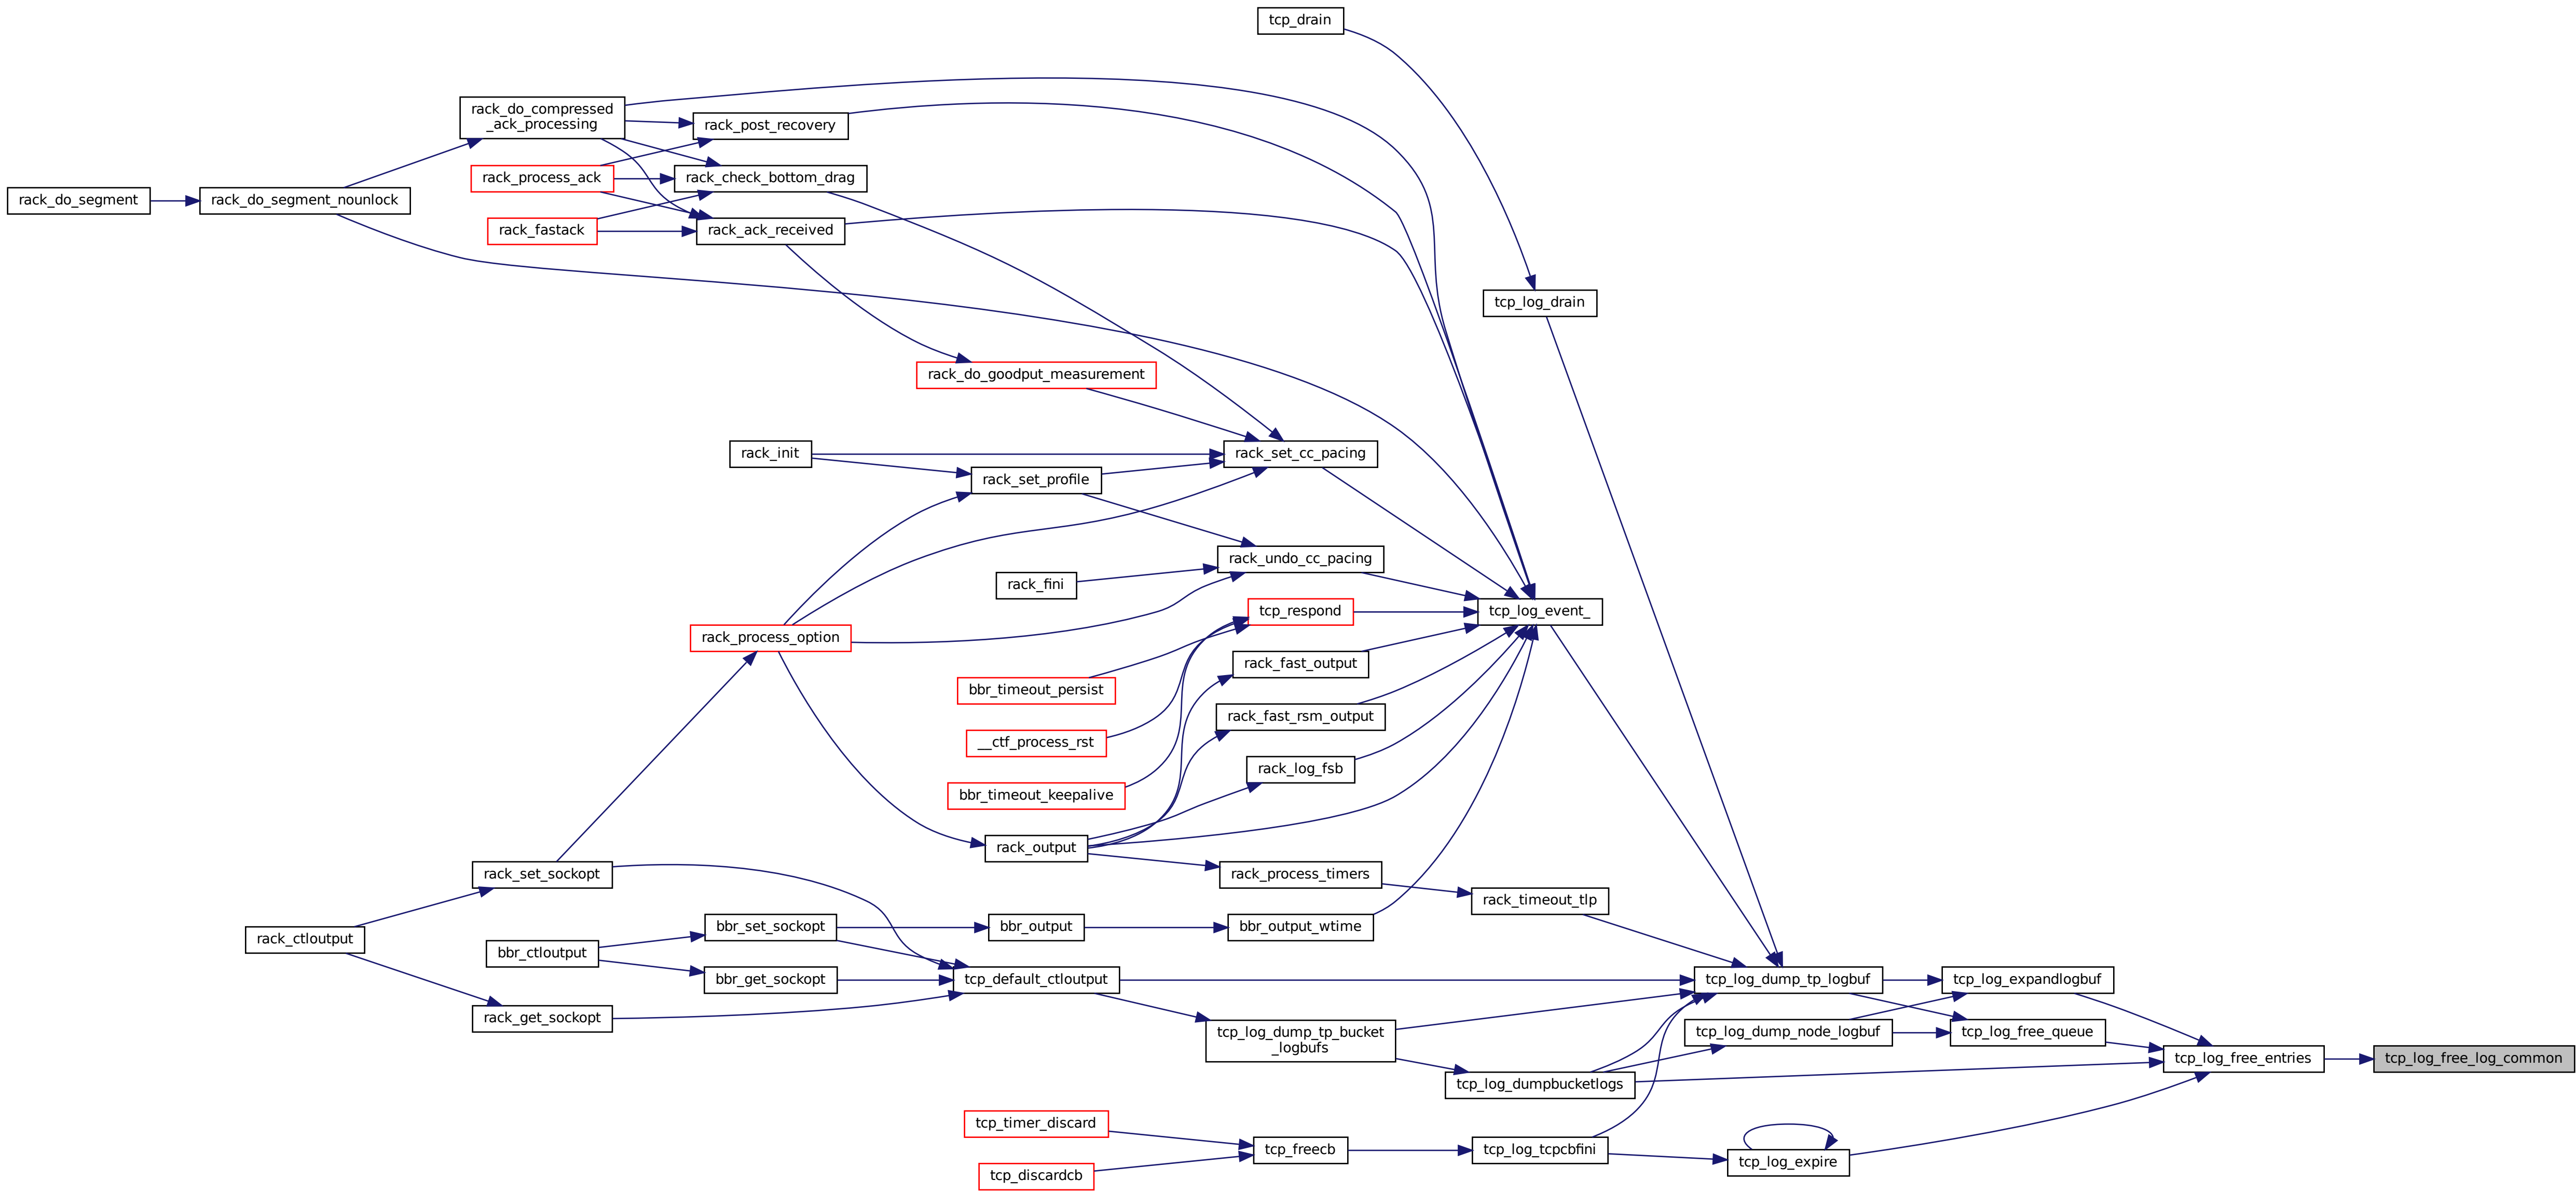 tcp_drain
rack_do_compressed
_ack_processing
rack_post_recovery
rack_process_ack
rack_check_bottom_drag
rack_do_segment
rack_do_segment_nounlock
rack_fastack
rack_ack_received
tcp_log_drain
rack_do_goodput_measurement
rack_init
rack_set_cc_pacing
rack_set_profile
rack_undo_cc_pacing
rack_fini
tcp_respond
tcp_log_event_
rack_process_option
rack_fast_output
bbr_timeout_persist
rack_fast_rsm_output
__ctf_process_rst
rack_log_fsb
bbr_timeout_keepalive
rack_output
rack_set_sockopt
rack_process_timers
rack_timeout_tlp
rack_ctloutput
bbr_set_sockopt
bbr_output
bbr_output_wtime
bbr_ctloutput
bbr_get_sockopt
tcp_default_ctloutput
tcp_log_dump_tp_logbuf
tcp_log_expandlogbuf
rack_get_sockopt
tcp_log_dump_tp_bucket
_logbufs
tcp_log_dump_node_logbuf
tcp_log_free_queue
tcp_log_free_entries
tcp_log_free_log_common
tcp_log_dumpbucketlogs
tcp_timer_discard
tcp_freecb
tcp_log_tcpcbfini
tcp_log_expire
tcp_discardcb